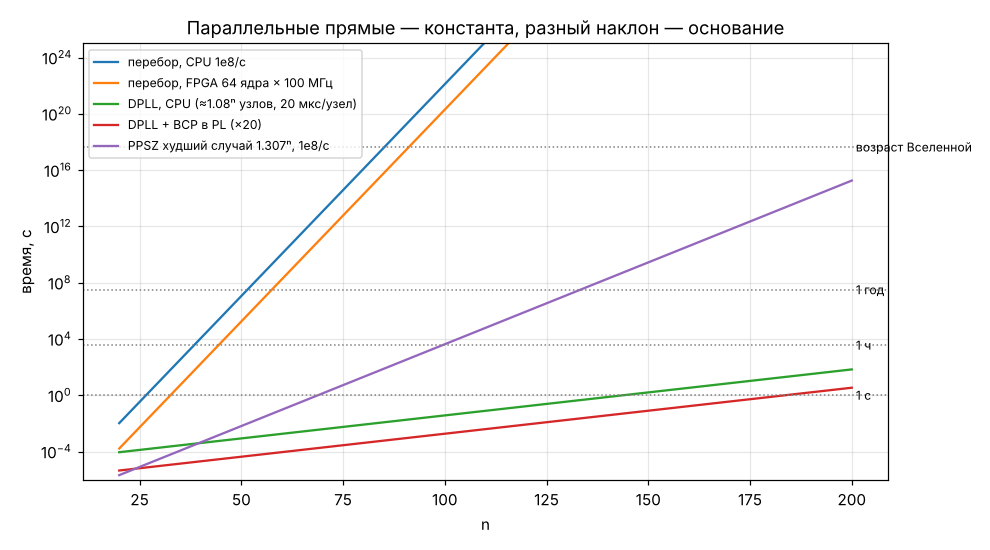 Параллельные прямые — константа, разный наклон — основание
перебор, CPU 1e8/с
перебор, FPGA 64 ядра × 100 МГц
DPLL, CPU (≈1.08ⁿ узлов, 20 мкс/узел)
DPLL + BCP в PL (×20)
PPSZ худший случай 1.307ⁿ, 1e8/с
время, с
10²⁴
10²⁰
10¹⁶
10¹²
10⁸
10⁴
10⁰
10⁻⁴
возраст Вселенной
1 год
1 ч
1 с
25
50
75
100
125
150
175
200
n